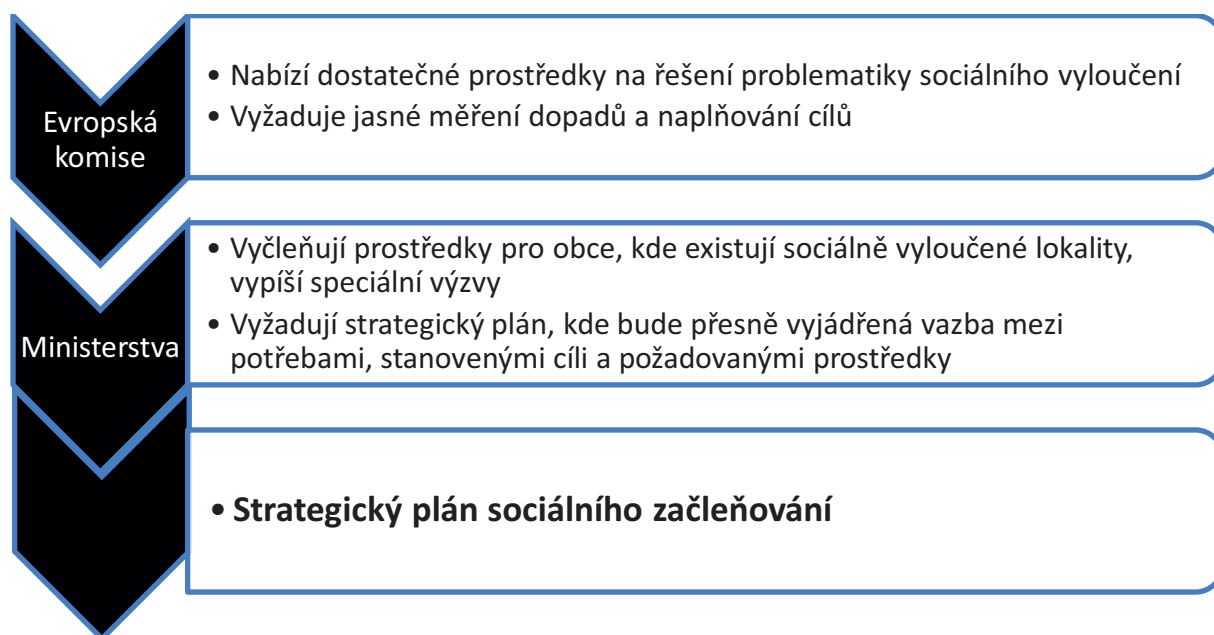 Evropská
komise
• Nabízí dostatečné prostředky na řešení problematiky sociálního vyloučení
• Vyžaduje jasné měření dopadů a naplňování cílů
Ministerstva
• Vyčleňují prostředky pro obce, kde existují sociálně vyloučené lokality,
vypíší speciální výzvy
• Vyžadují strategický plán, kde bude přesně vyjádřená vazba mezi
potřebami, stanovenými cíli a požadovanými prostředky
• Strategický plán sociálního začleňování